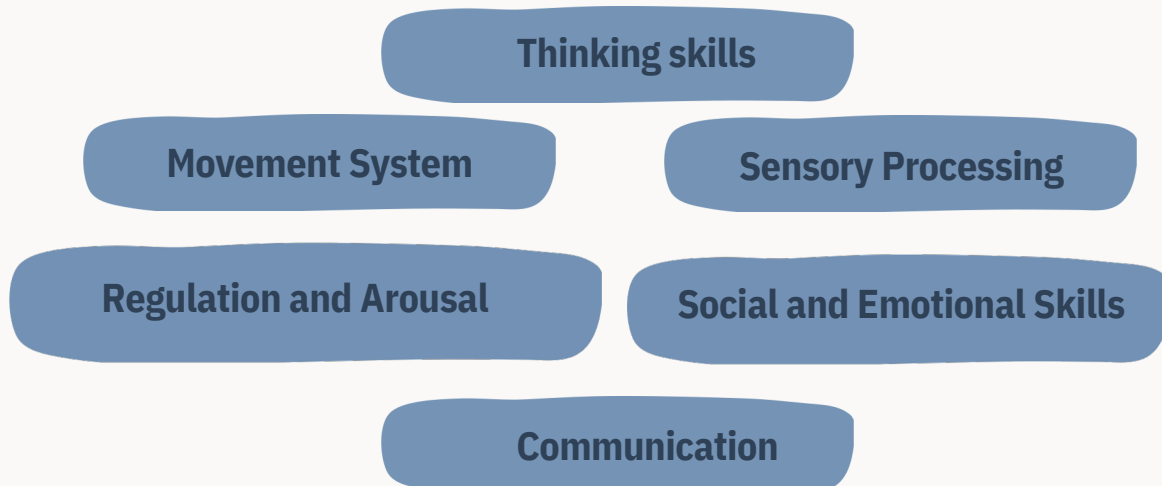 Thinking skills
Movement System
Sensory Processing
Regulation and Arousal
Social and Emotional Skills
Communication